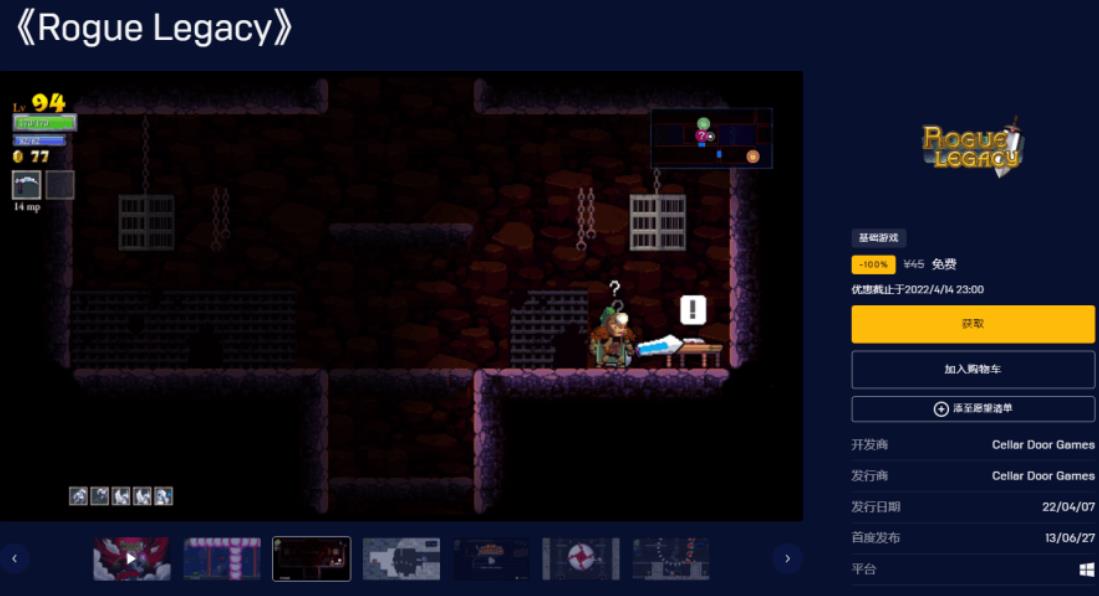 《Rogue Legacy》
Lv 94
77
14 mp
?
!
ROGUE
LEGACY
基础游戏
-100% ¥45 免费
优惠截止于2022/4/14 23:00
获取
加入购物车
添至愿望清单
开发商 Cellar Door Games
发行商 Cellar Door Games
发行日期 22/04/07
首度发布 13/06/27
平台